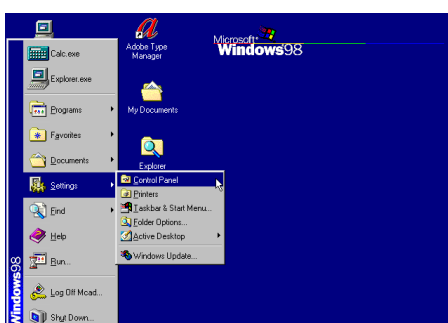 Calc.exe
Explorer.exe
Programs
Favorites
Documents
Settings
Find
Help
Run...
Log Off Mcad...
Shut Down...
Windows98
Adobe Type
Manager
My Documents
Explorer
Control Panel
Printers
Taskbar & Start Menu...
Folder Options...
Active Desktop
Windows Update...
Microsoft
Windows98